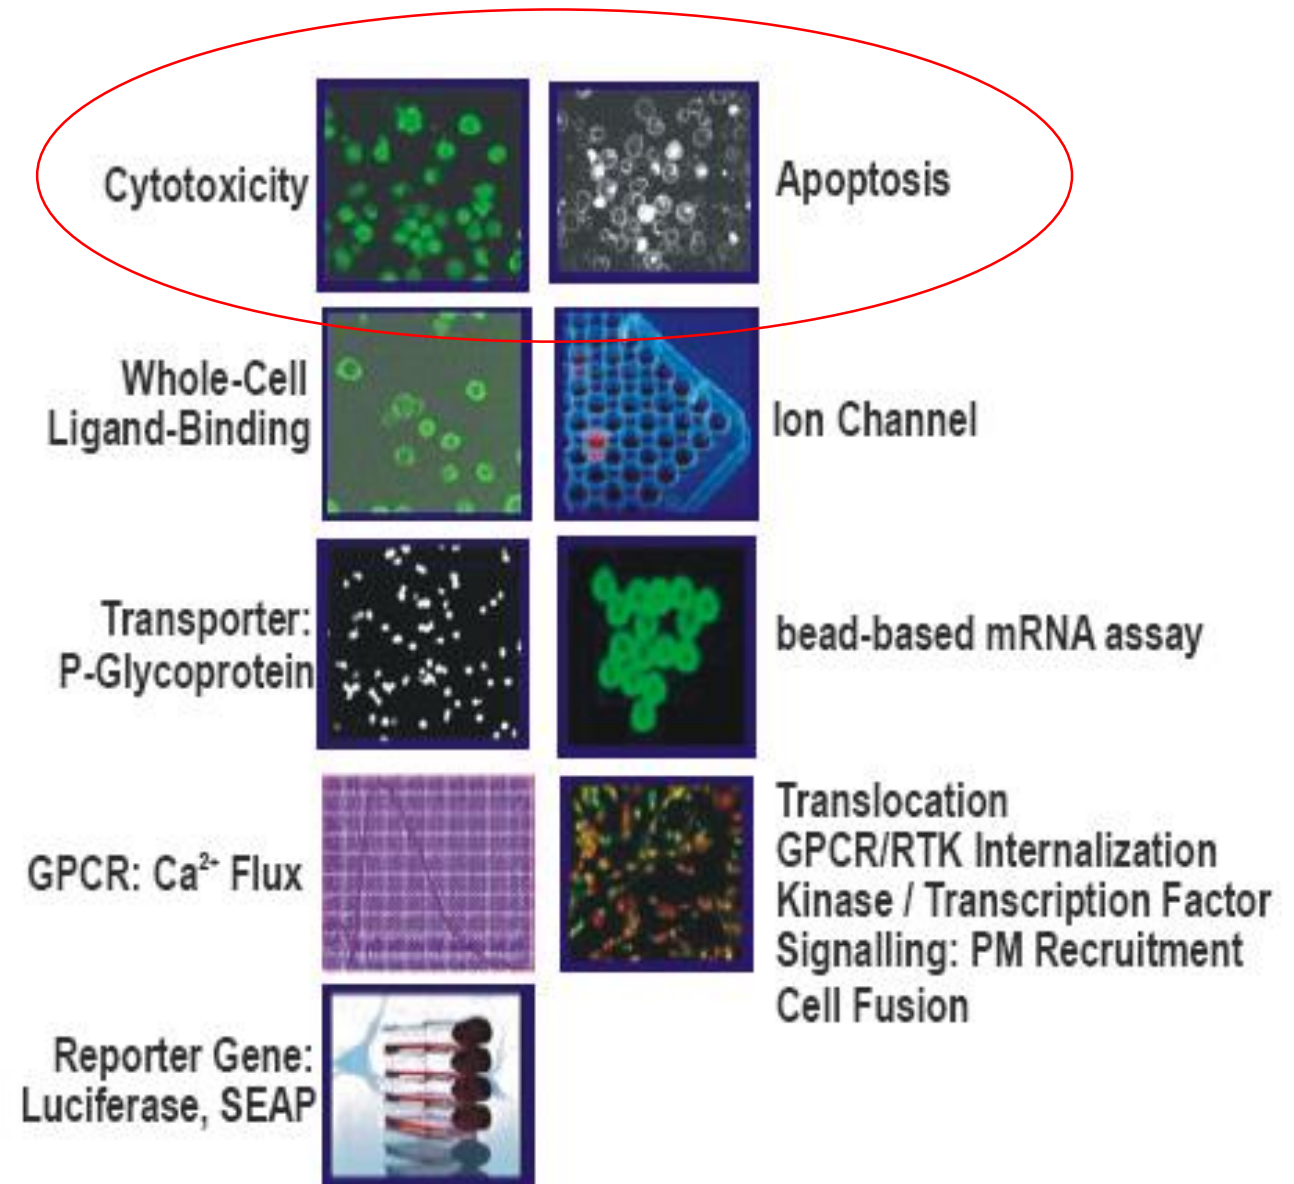 Cytotoxicity
Apoptosis
Whole-Cell
Ligand-Binding
Ion Channel
Transporter:
P-Glycoprotein
bead-based mRNA assay
GPCR: Ca²⁺ Flux
Translocation
GPCR/RTK Internalization
Kinase / Transcription Factor
Signalling: PM Recruitment
Cell Fusion
Reporter Gene:
Luciferase, SEAP